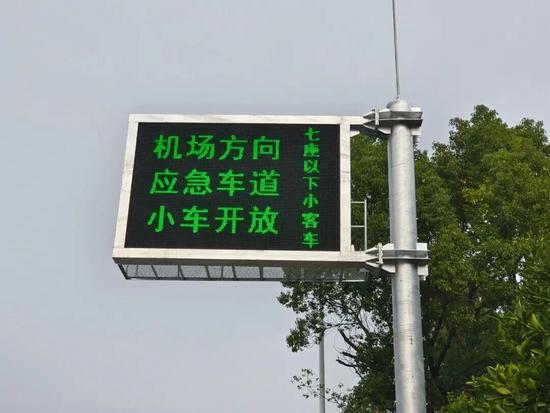 机场方向
应急车道
小车开放
七座以下小客车